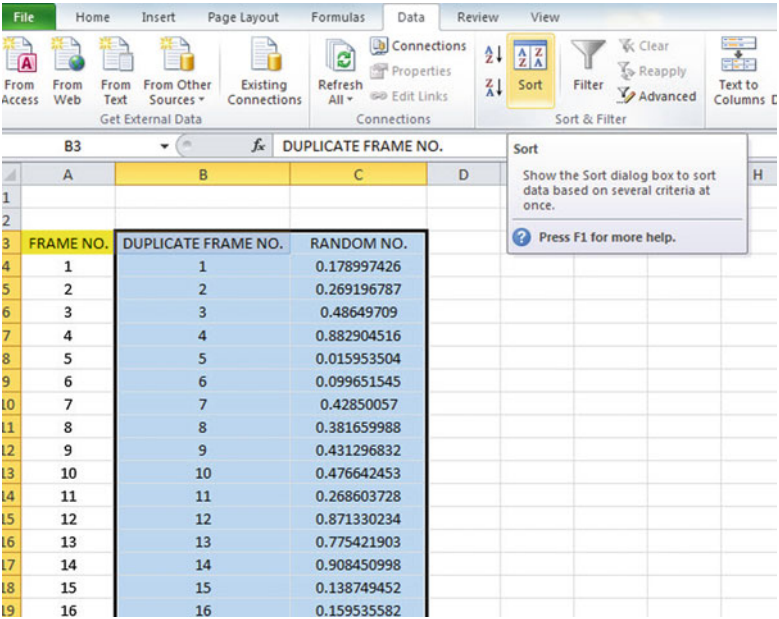 File Home Insert Page Layout Formulas Data Review View
From Access From Web From Text From Other Sources Existing Connections Refresh All Connections Properties Edit Links A Z Z A Sort Filter Clear Reapply Advanced Text to Columns D
Get External Data Connections Sort & Filter
B3 fx DUPLICATE FRAME NO.
Sort
Show the Sort dialog box to sort
data based on several criteria at
once.
Press F1 for more help.
A B C D H
1
2
3 FRAME NO. DUPLICATE FRAME NO. RANDOM NO.
4 1 1 0.178997426
5 2 2 0.269196787
6 3 3 0.48649709
7 4 4 0.882904516
8 5 5 0.015953504
9 6 6 0.099651545
10 7 7 0.42850057
11 8 8 0.381659988
12 9 9 0.431296832
13 10 10 0.476642453
14 11 11 0.268603728
15 12 12 0.871330234
16 13 13 0.775421903
17 14 14 0.908450998
18 15 15 0.138749452
19 16 16 0.159535582